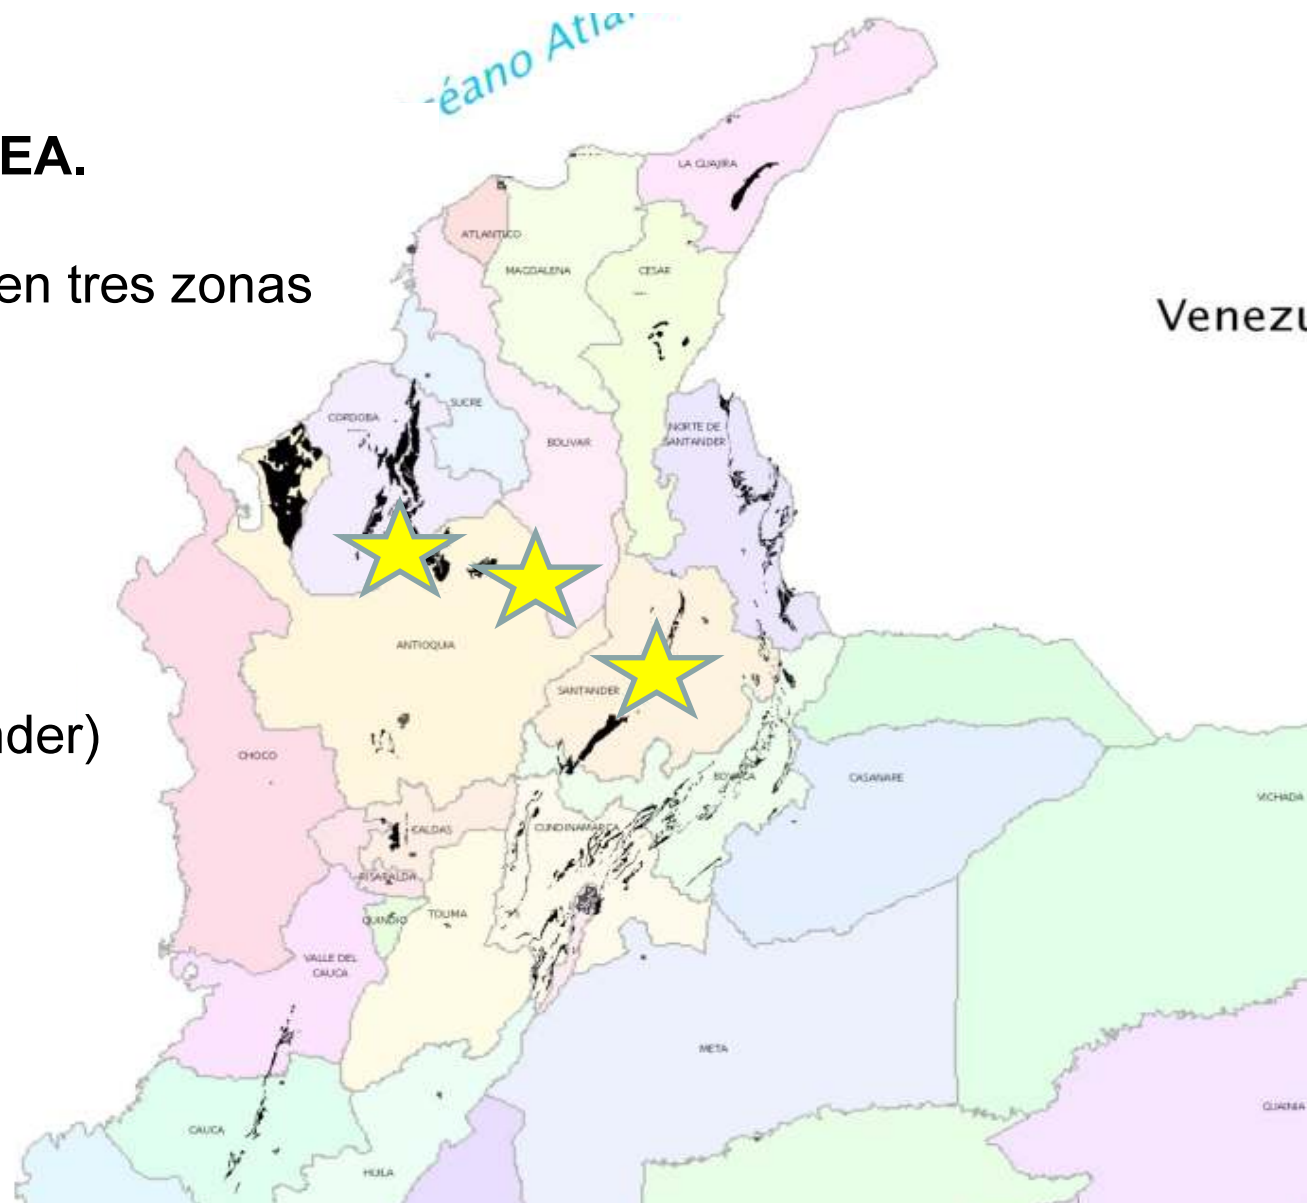 éano Atla
EA.
en tres zonas
nder)
Venezu
LA GUAJIRA
ATLANTICO
MAGDALENA
CESAR
SUCRE
CORDOBA
BOLIVAR
NORTE DE
SANTANDER
ANTIOQUIA
SANTANDER
CHOCO
BOYACA
CASANARE
VICHADA
CALDAS
CUNDINAMARCA
RISARALDA
QUINDIO
TOLIMA
VALLE DEL
CAUCA
META
GUAINIA
CAUCA
HUILA